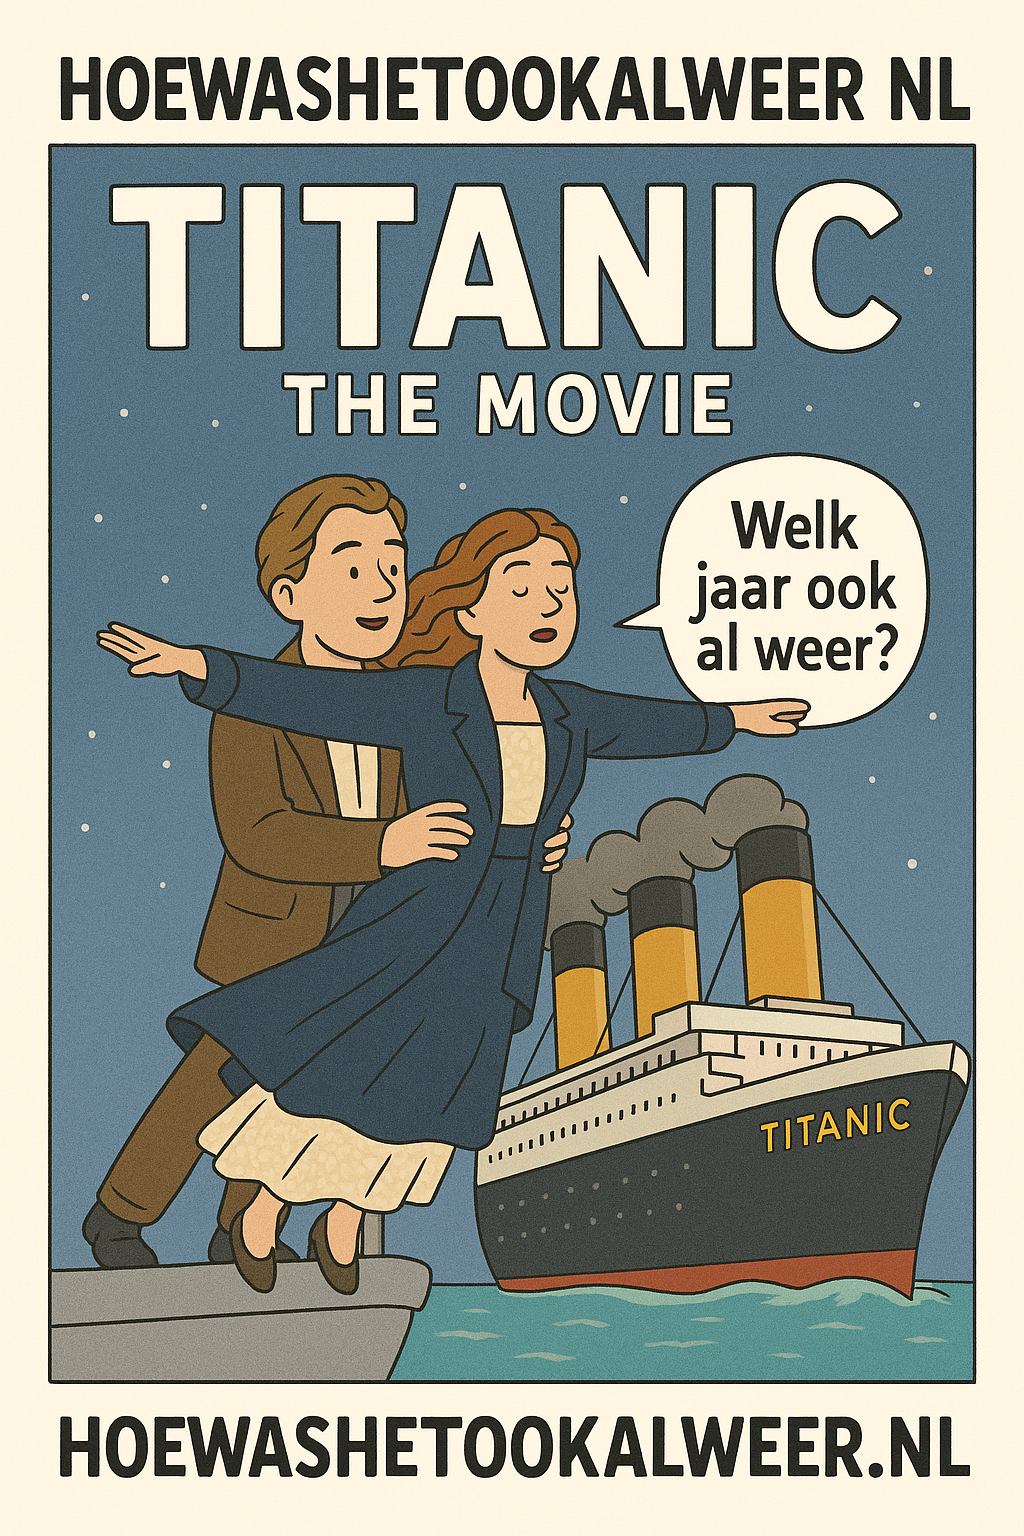 HOEWASHETOOKALWEER NL
TITANIC
THE MOVIE
Welk
jaar ook
al weer?
TITANIC
HOEWASHETOOKALWEER.NL